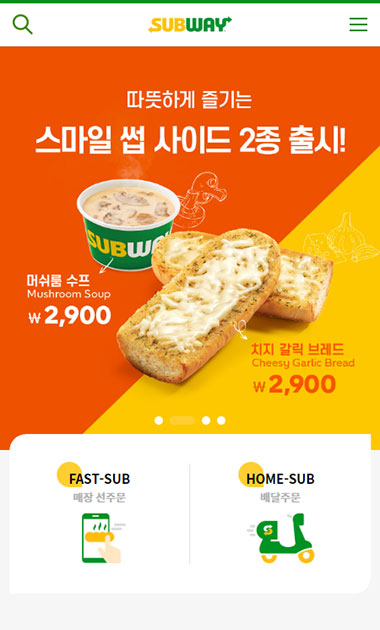 SUBWAY
따뜻하게 즐기는
스마일 썹 사이드 2종 출시!
SUBWAY
머쉬룸 수프
Mushroom Soup
₩ 2,900
치지 갈릭 브레드
Cheesy Garlic Bread
₩ 2,900
FAST-SUB
매장 선주문
HOME-SUB
배달주문